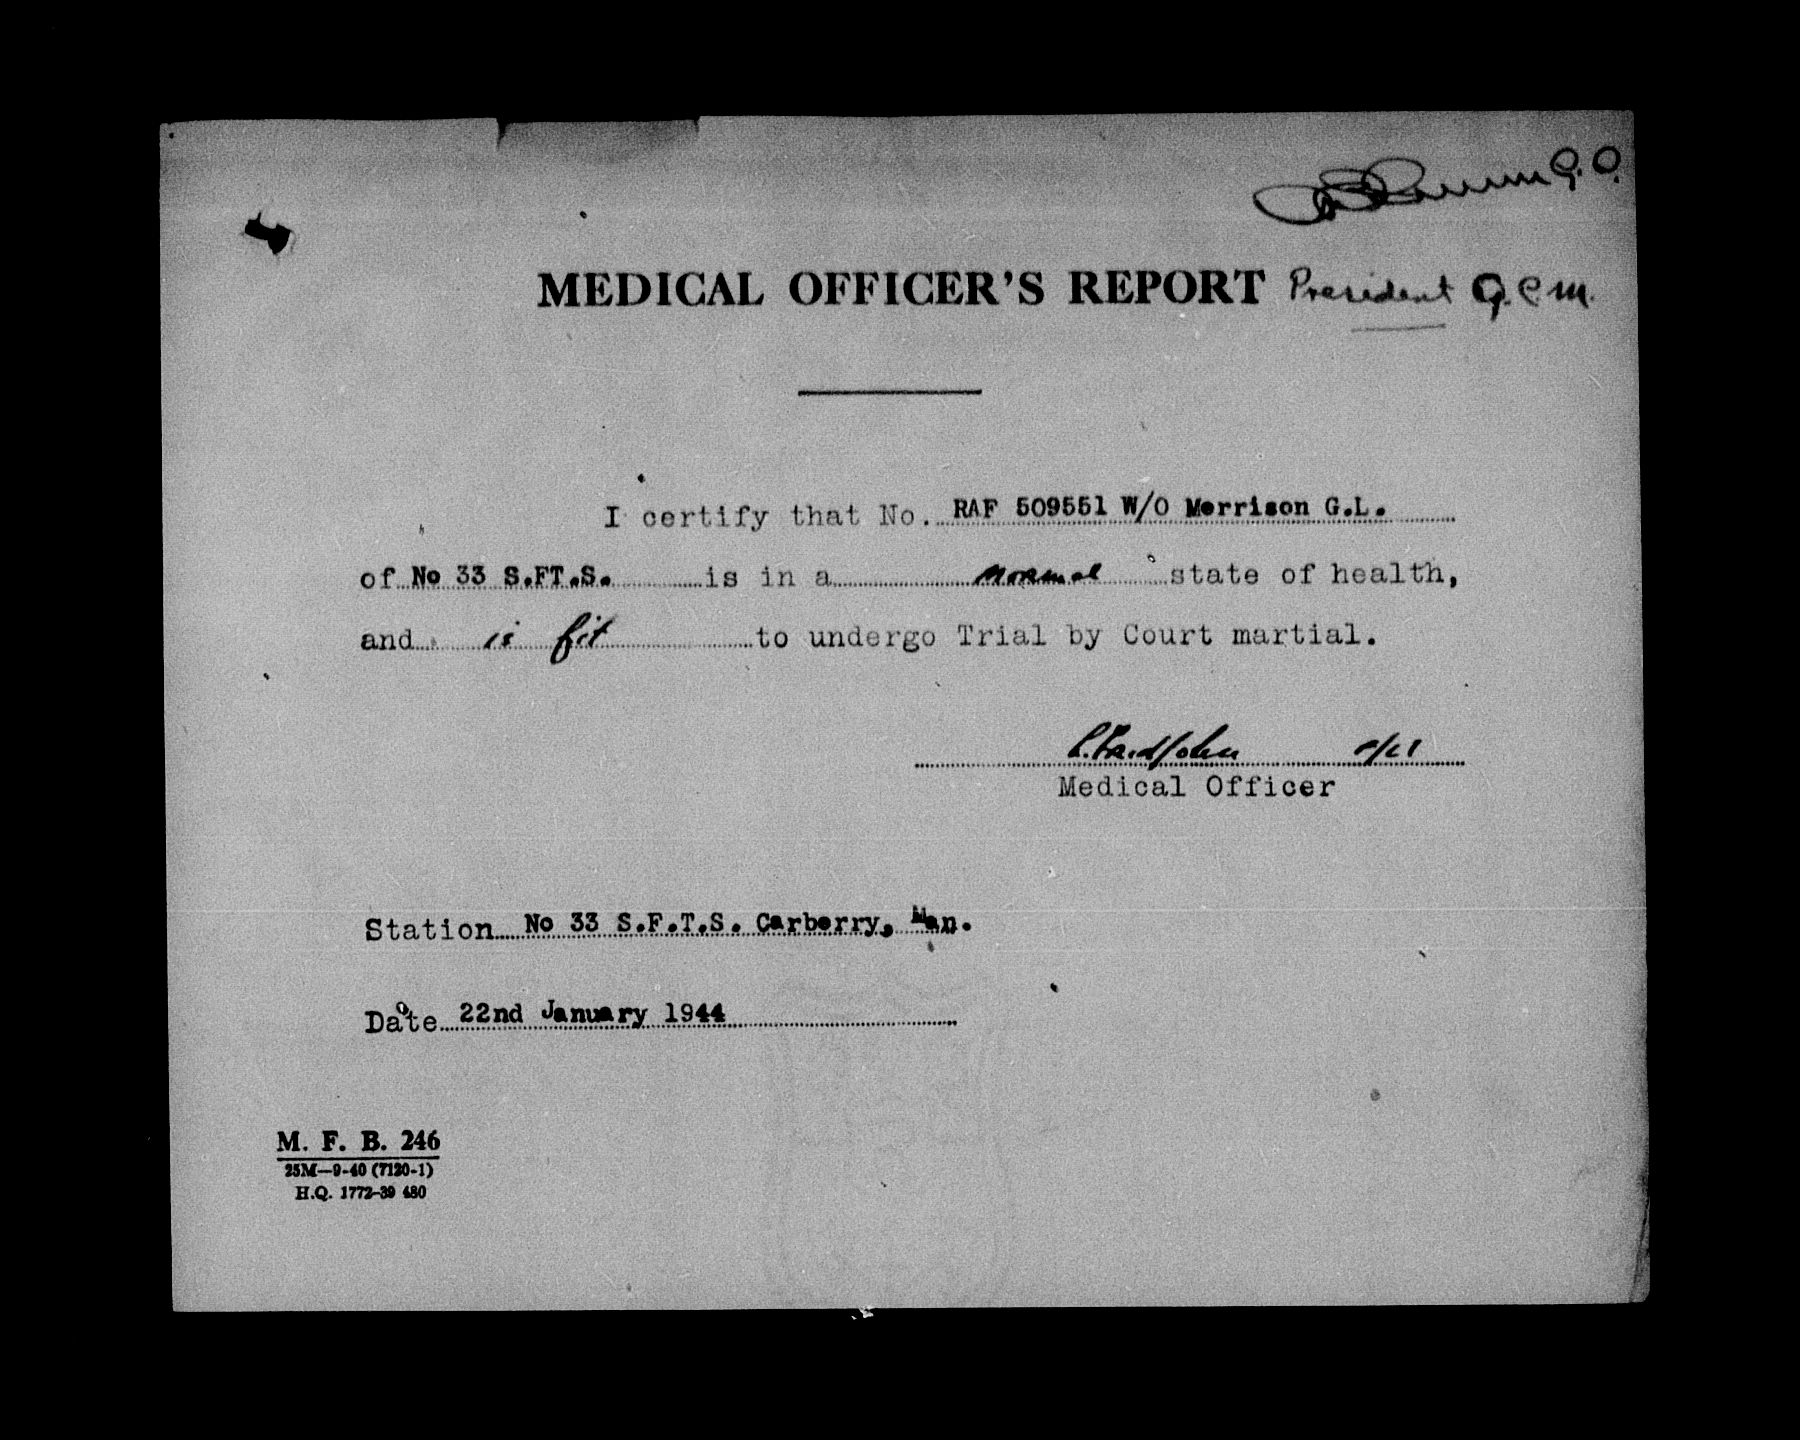 G. C.
MEDICAL OFFICER'S REPORT President G.C.M.
I certify that No. RAF 509551 W/O Morrison G.L.
of No 33 S.FT.S. is in a normal state of health,
and is fit to undergo Trial by Court martial.
Medical Officer
Station No 33 S.F.T.S. Carberry, Man.
Date 22nd January 1944
M. F. B. 246
25M—9-40 (7120-1)
H.Q. 1772-39 480